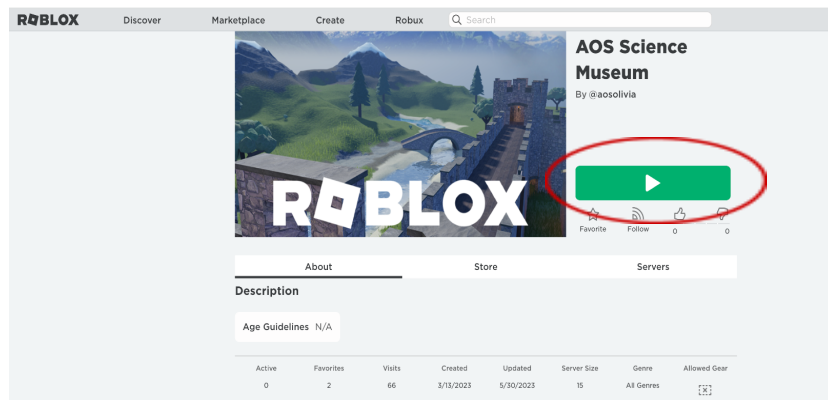 ROBLOX Discover Marketplace Create Robux Search
AOS Science
Museum
By @aosolivia
ROBLOX
Favorite Follow 0 0
About Store Servers
Description
Age Guidelines N/A
Active Favorites Visits Created Updated Server Size Genre Allowed Gear
0 2 66 3/13/2023 5/30/2023 15 All Genres